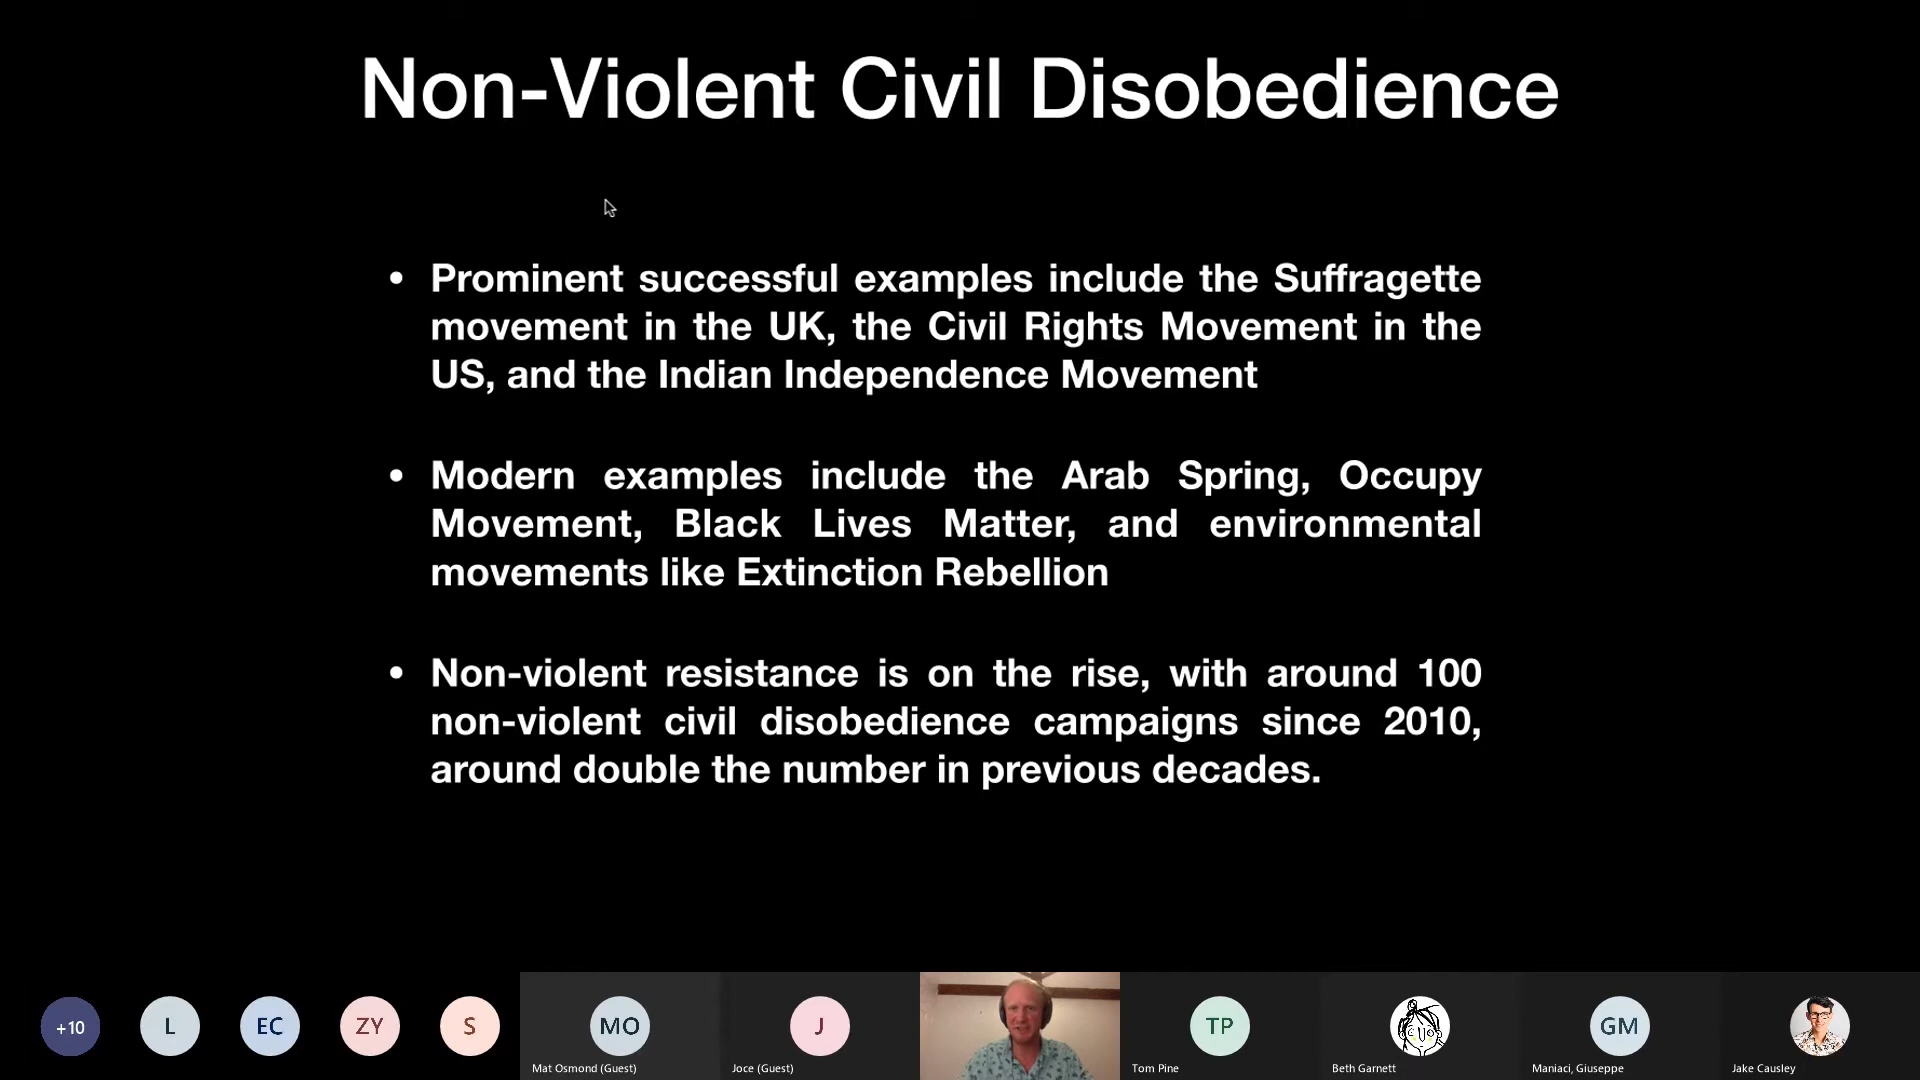 Non-Violent Civil Disobedience
• Prominent successful examples include the Suffragette
movement in the UK, the Civil Rights Movement in the
US, and the Indian Independence Movement
• Modern examples include the Arab Spring, Occupy
Movement, Black Lives Matter, and environmental
movements like Extinction Rebellion
• Non-violent resistance is on the rise, with around 100
non-violent civil disobedience campaigns since 2010,
around double the number in previous decades.
+10 L EC ZY S MO J TP GM
Mat Osmond (Guest) Joce (Guest) Tom Pine Beth Garnett Maniaci, Giuseppe Jake Causley